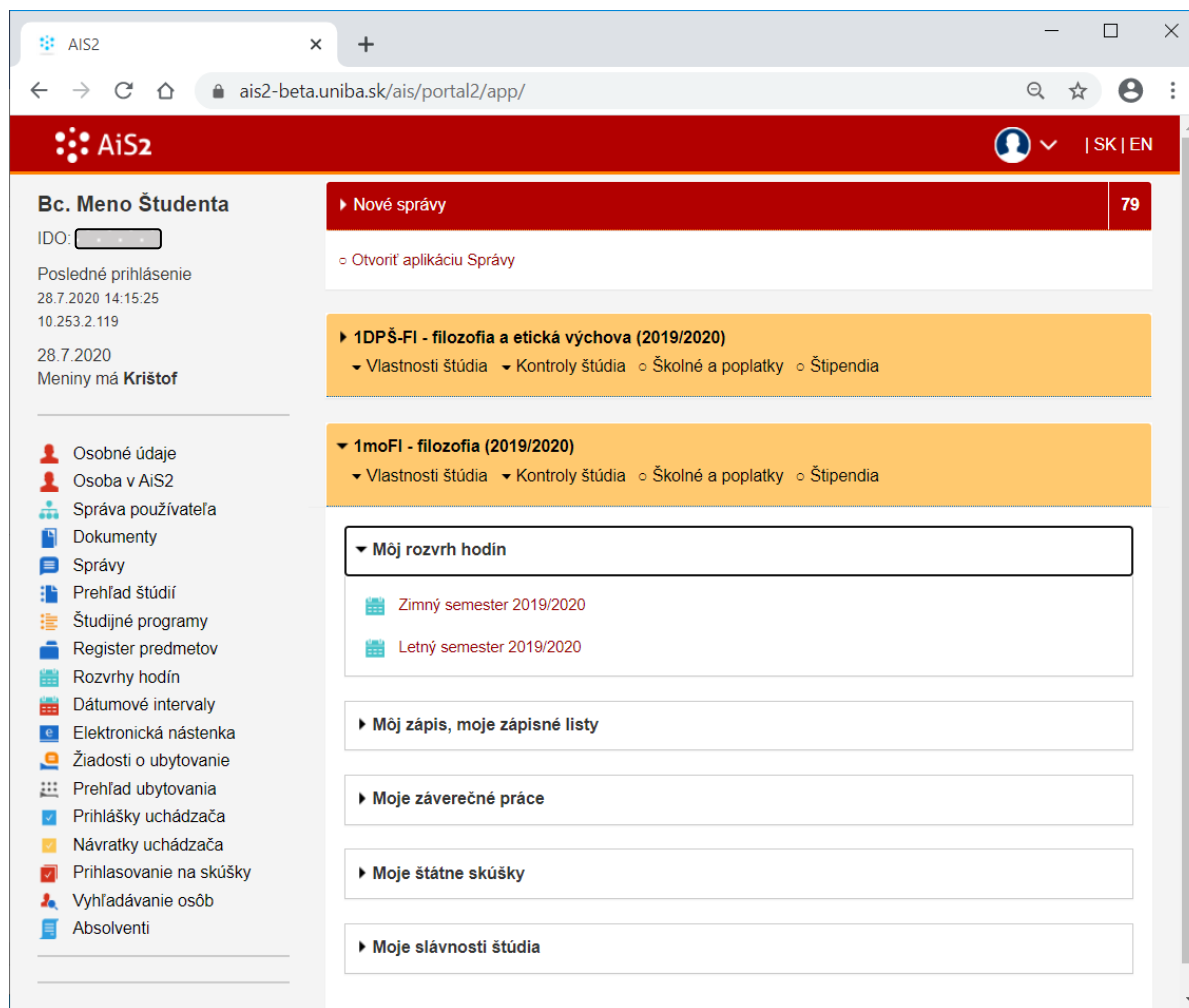 AIS2
ais2-beta.uniba.sk/ais/portal2/app/
AiS2
| SK | EN
Bc. Meno Študenta
IDO:
Posledné prihlásenie
28.7.2020 14:15:25
10.253.2.119
28.7.2020
Meniny má Krištof
Osobné údaje
Osoba v AiS2
Správa používateľa
Dokumenty
Správy
Prehľad štúdií
Študijné programy
Register predmetov
Rozvrhy hodín
Dátumové intervaly
Elektronická nástenka
Žiadosti o ubytovanie
Prehľad ubytovania
Prihlášky uchádzača
Návratky uchádzača
Prihlasovanie na skúšky
Vyhľadávanie osôb
Absolventi
Nové správy 79
Otvoriť aplikáciu Správy
1DPŠ-FI - filozofia a etická výchova (2019/2020)
Vlastnosti štúdia Kontroly štúdia Školné a poplatky Štipendia
1moFI - filozofia (2019/2020)
Vlastnosti štúdia Kontroly štúdia Školné a poplatky Štipendia
Môj rozvrh hodín
Zimný semester 2019/2020
Letný semester 2019/2020
Môj zápis, moje zápisné listy
Moje záverečné práce
Moje štátne skúšky
Moje slávnosti štúdia